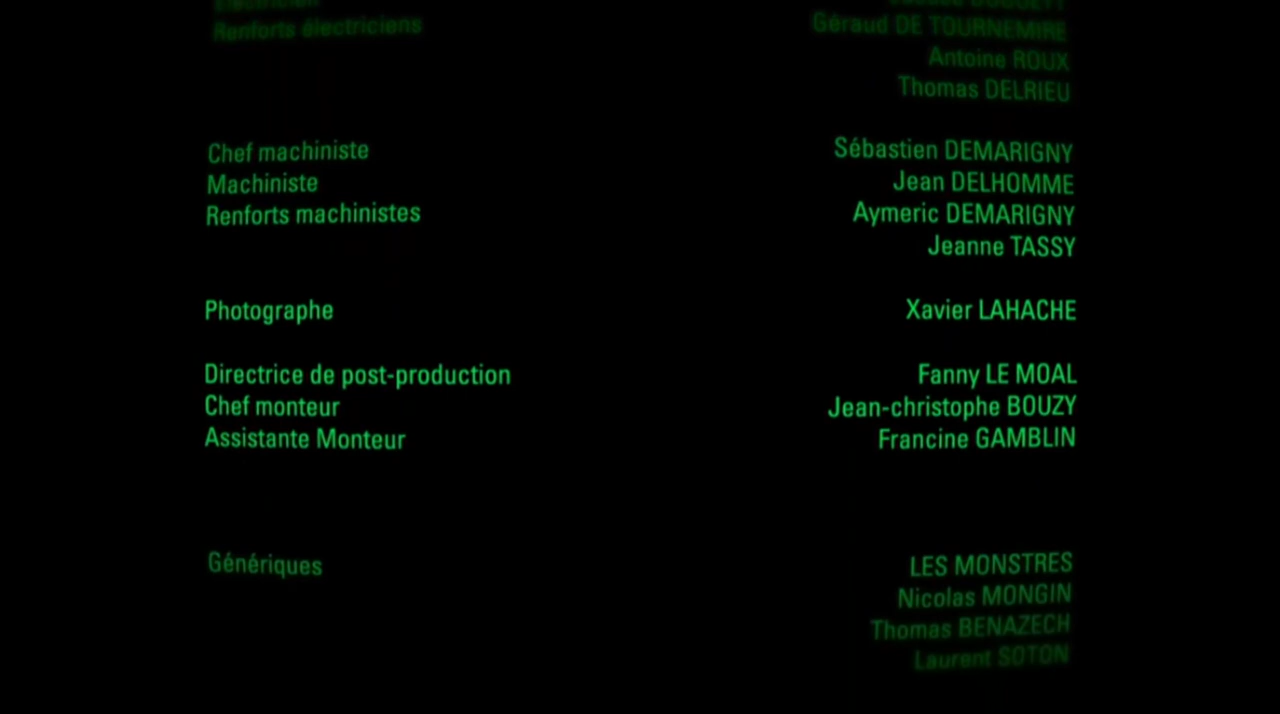 Électricien
Renforts électriciens Géraud DE TOURNEMIRE
Antoine ROUX
Thomas DELRIEU
Chef machiniste Sébastien DEMARIGNY
Machiniste Jean DELHOMME
Renforts machinistes Aymeric DEMARIGNY
Jeanne TASSY
Photographe Xavier LAHACHE
Directrice de post-production Fanny LE MOAL
Chef monteur Jean-christophe BOUZY
Assistante Monteur Francine GAMBLIN
Génériques LES MONSTRES
Nicolas MONGIN
Thomas BENAZECH
Laurent SOTON